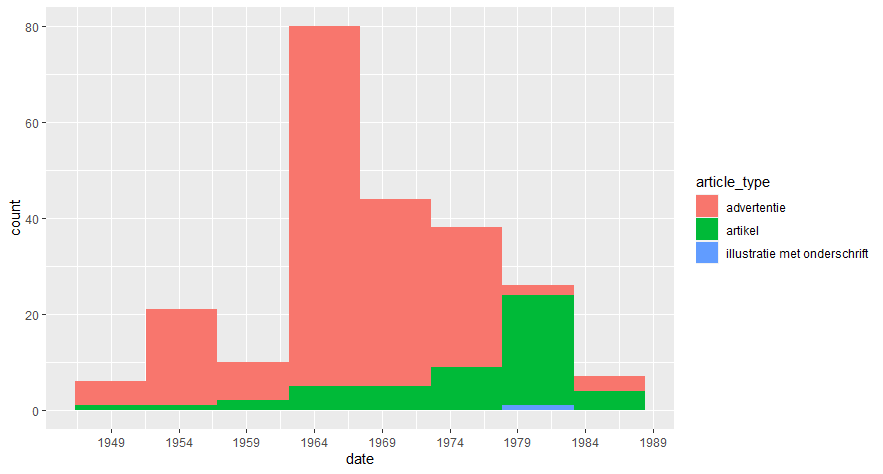 80
60
40
20
0
count
1949 1954 1959 1964 1969 1974 1979 1984 1989
date
article_type
advertentie
artikel
illustratie met onderschrift